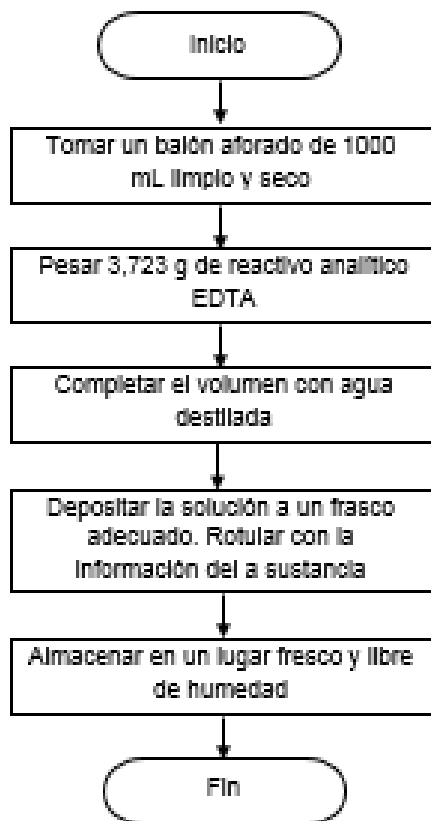 Inicio
Tomar un balón aforado de 1000
mL limpio y seco
Pesar 3,723 g de reactivo analítico
EDTA
Completar el volumen con agua
destilada
Depositar la solución a un frasco
adecuado. Rotular con la
información del a sustancia
Almacenar en un lugar fresco y libre
de humedad
Fin